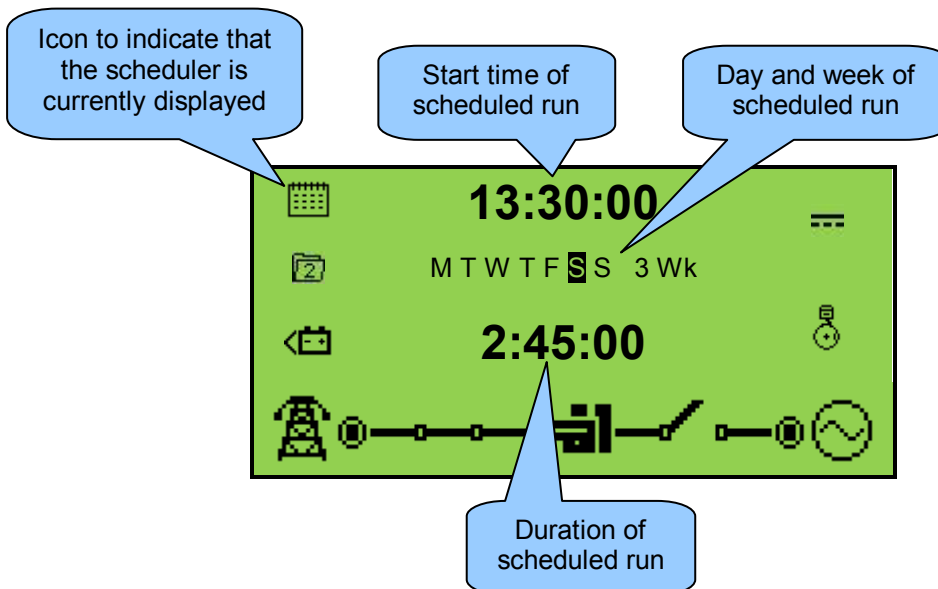 Icon to indicate that
the scheduler is
currently displayed
Start time of
scheduled run
Day and week of
scheduled run
13:30:00
2
M T W T F S S 3 Wk
2:45:00
Duration of
scheduled run